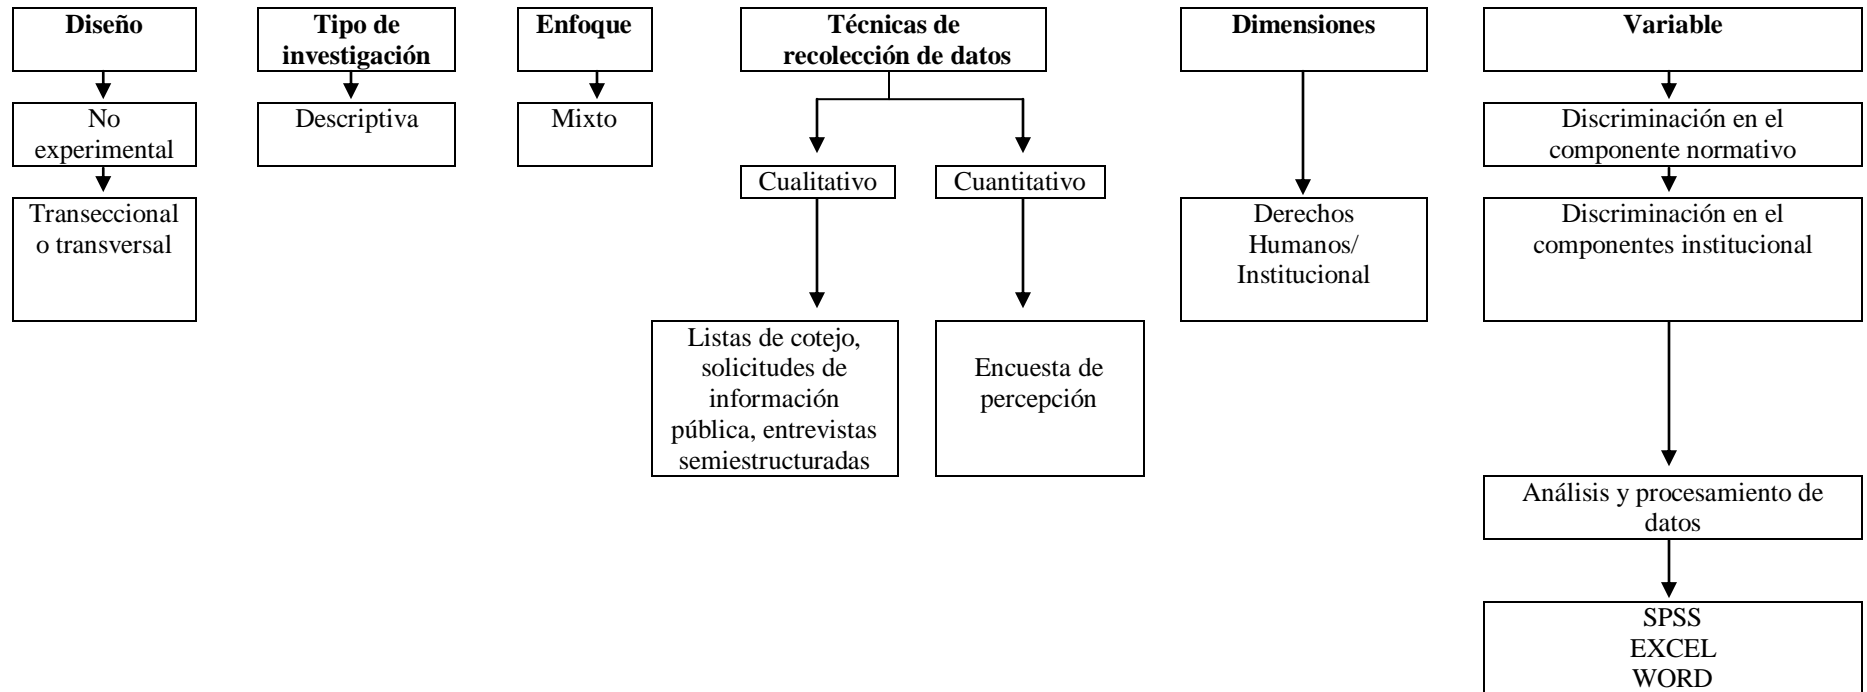 Diseño
Tipo de
investigación
Enfoque
Técnicas de
recolección de datos
Dimensiones
Variable
No
experimental
Descriptiva
Mixto
Discriminación en el
componente normativo
Cualitativo
Cuantitativo
Transeccional
o transversal
Derechos
Humanos/
Institucional
Discriminación en el
componentes institucional
Listas de cotejo,
solicitudes de
información
pública, entrevistas
semiestructuradas
Encuesta de
percepción
Análisis y procesamiento de
datos
SPSS
EXCEL
WORD